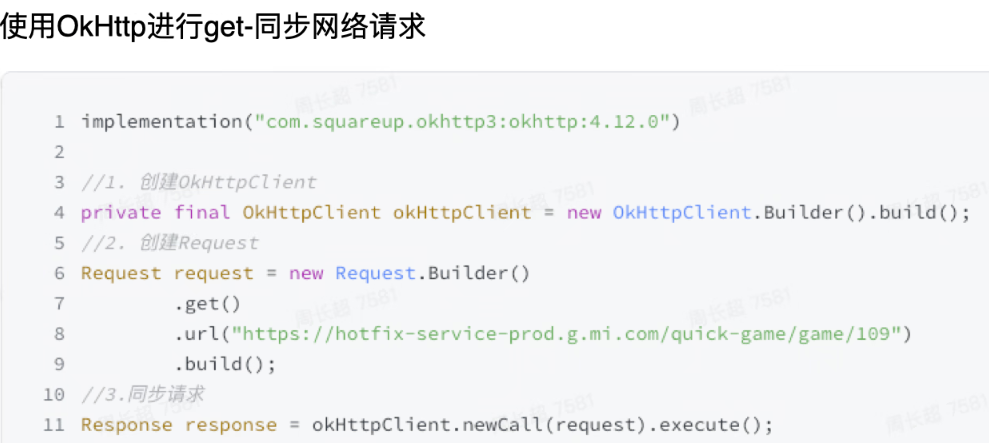 使用OkHttp进行get-同步网络请求
1 implementation("com.squareup.okhttp3:okhttp:4.12.0")
2
3 //1. 创建OkHttpClient
4 private final OkHttpClient okHttpClient = new OkHttpClient.Builder().build();
5 //2. 创建Request
6 Request request = new Request.Builder()
7 .get()
8 .url("https://hotfix-service-prod.g.mi.com/quick-game/game/109")
9 .build();
10 //3.同步请求
11 Response response = okHttpClient.newCall(request).execute();
周长超 7581